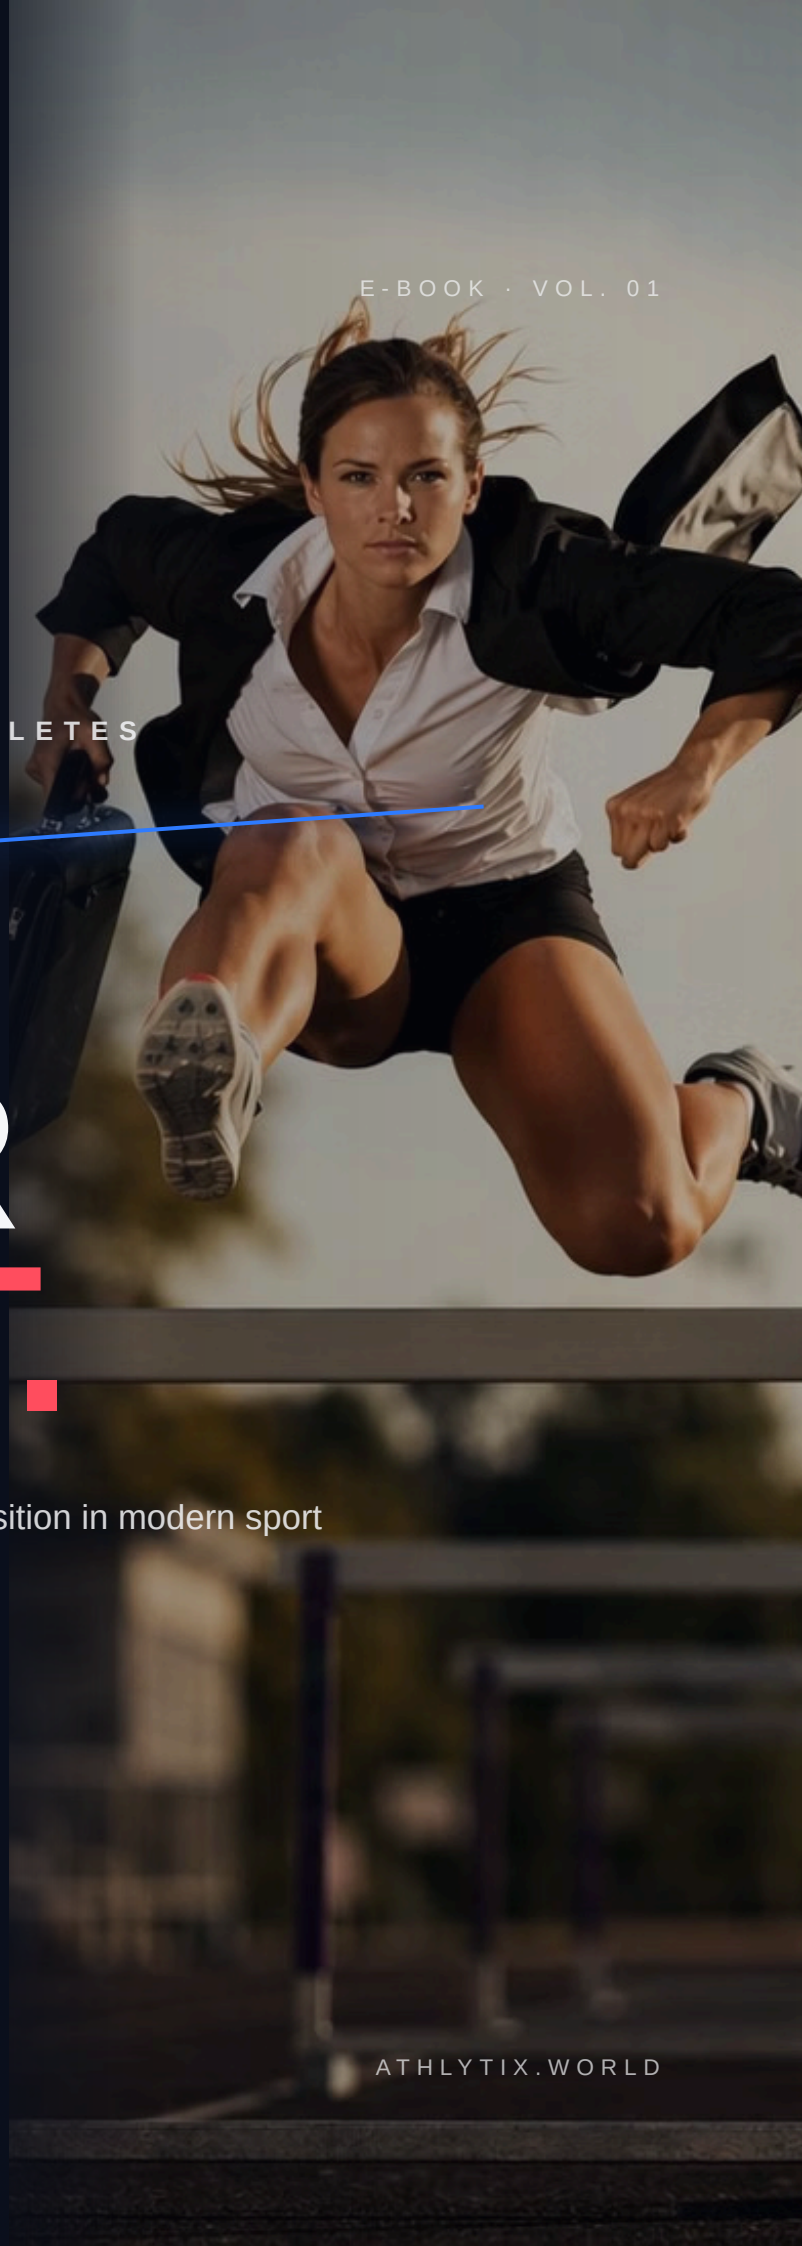 E-BOOK · VOL. 01
LETES
R
sition in modern sport
ATHLYTIX.WORLD